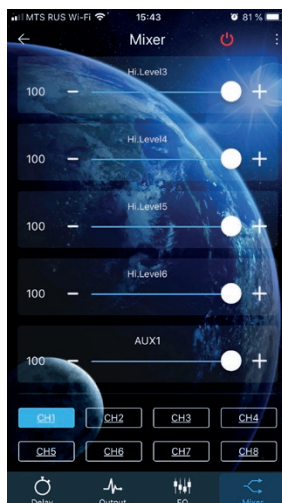 MTS RUS Wi-Fi 15:43 81 %
Mixer
Hi.Level3
100 − +
Hi.Level4
100 − +
Hi.Level5
100 − +
Hi.Level6
100 − +
AUX1
100 − +
CH1 CH2 CH3 CH4
CH5 CH6 CH7 CH8
Delay Output EQ Mixer